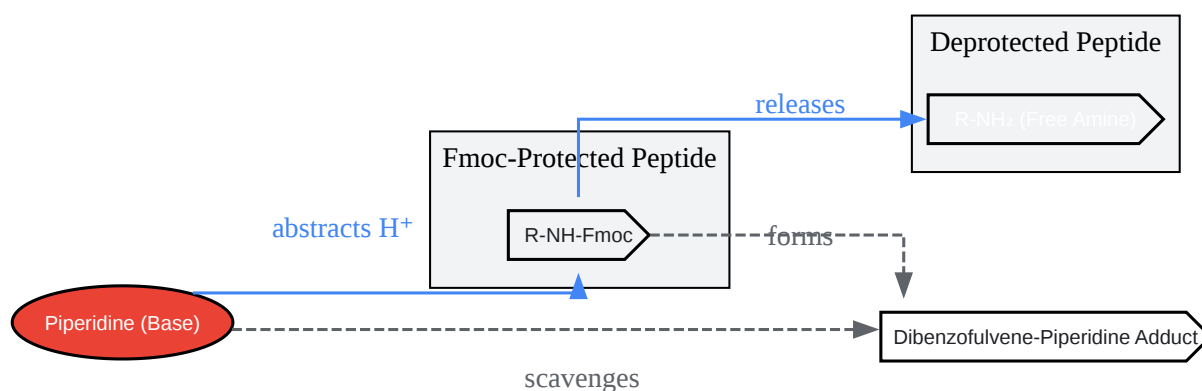 Deprotected Peptide
releases
R-NH₂ (Free Amine)
Fmoc-Protected Peptide
abstracts H⁺
R-NH-Fmoc
forms
Piperidine (Base)
Dibenzofulvene-Piperidine Adduct
scavenges